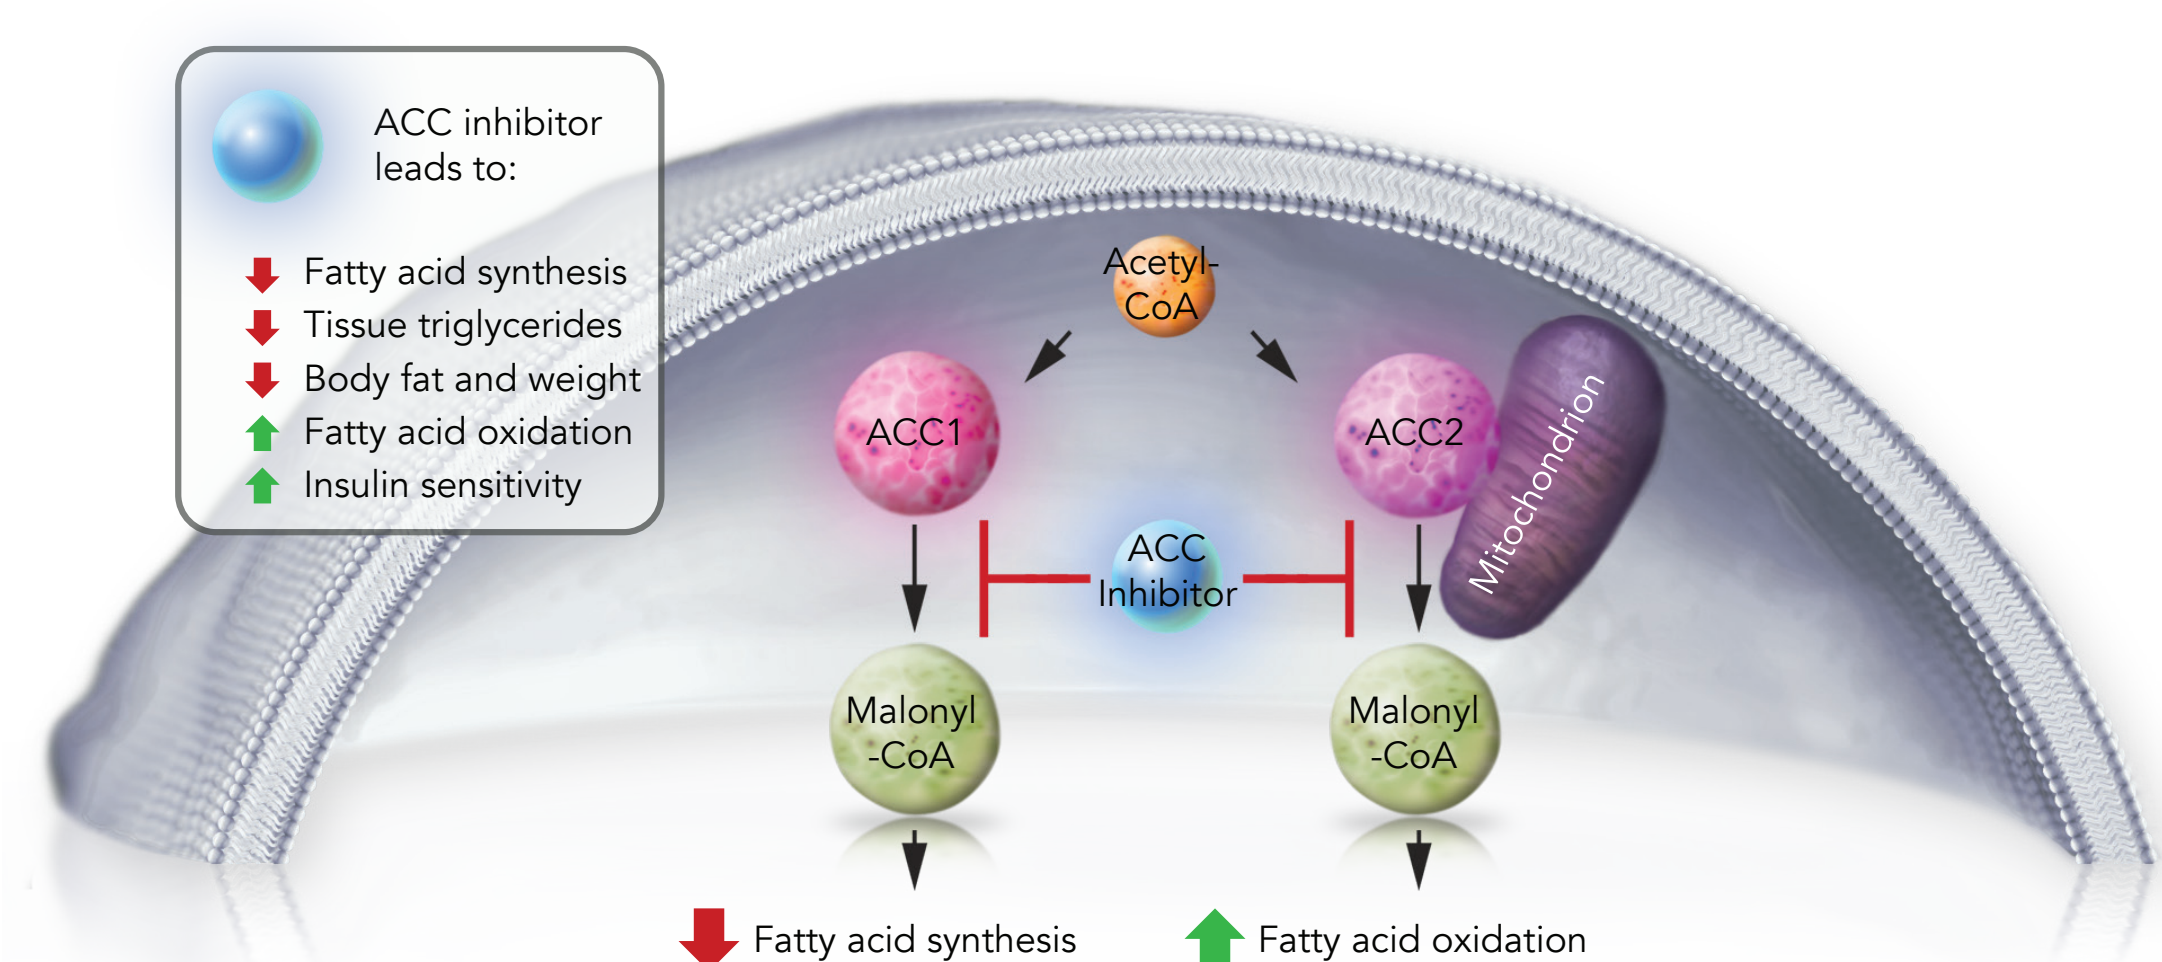 ACC inhibitor
leads to:
Fatty acid synthesis
Tissue triglycerides
Body fat and weight
Fatty acid oxidation
Insulin sensitivity
Acetyl-
CoA
ACC1
ACC2
Mitochondrion
ACC
Inhibitor
Malonyl
-CoA
Malonyl
-CoA
Fatty acid synthesis
Fatty acid oxidation